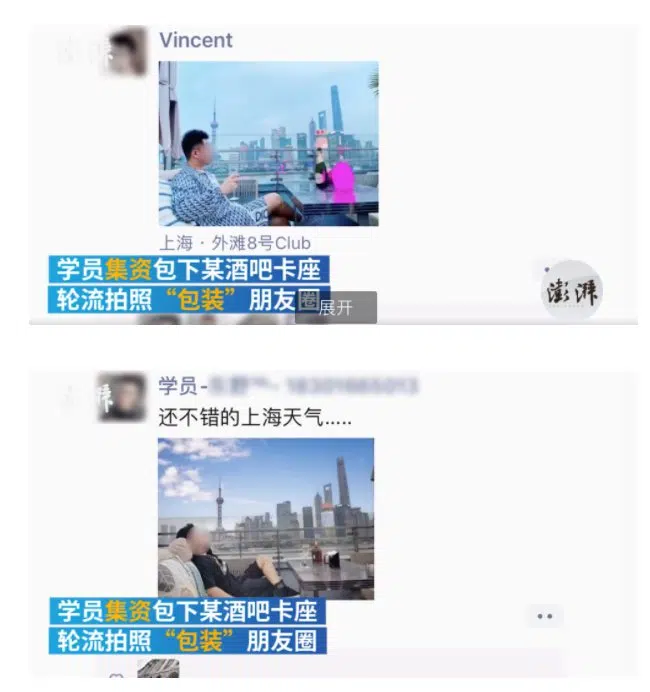 Vincent
上海 · 外滩8号Club
学员集资包下某酒吧卡座
轮流拍照“包装”朋友圈
展开
澎湃
学员-
还不错的上海天气.....
学员集资包下某酒吧卡座
轮流拍照“包装”朋友圈